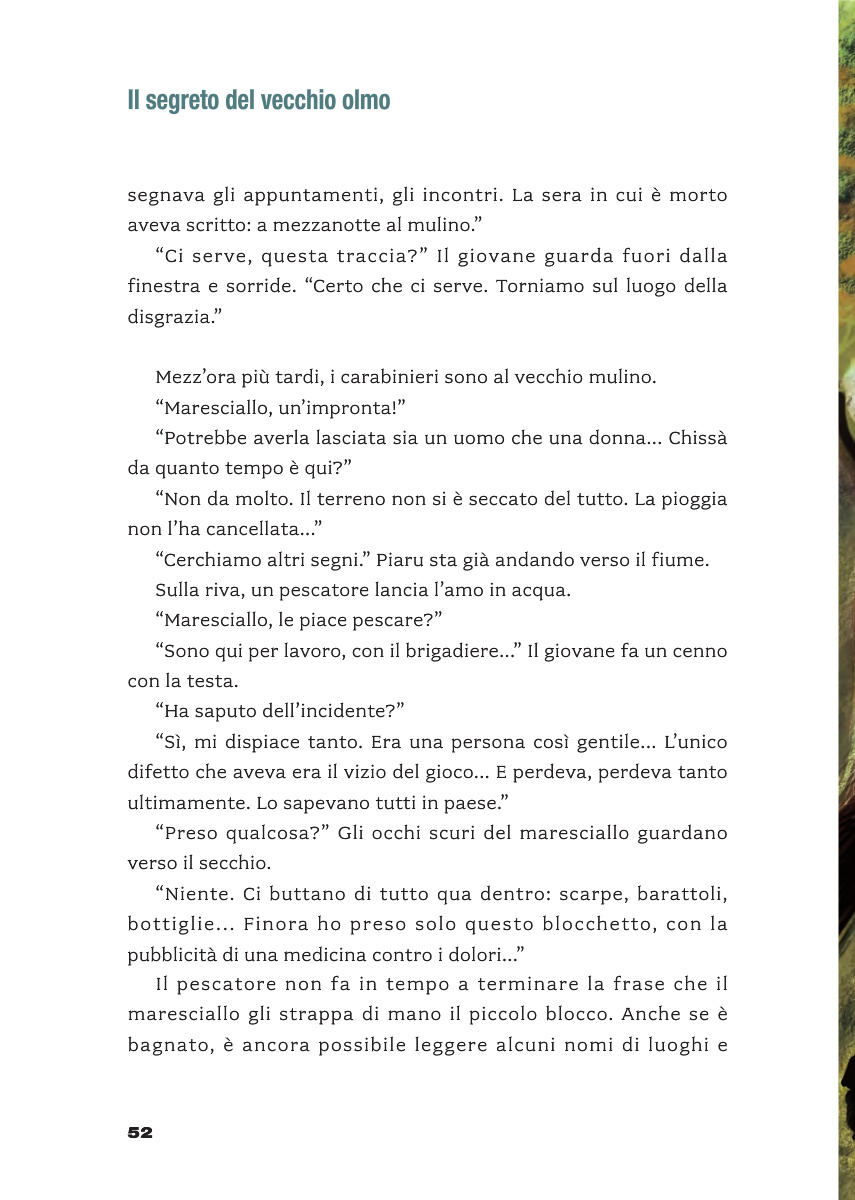 Il segreto del vecchio olmo
segnava gli appuntamenti, gli incontri. La sera in cui è morto
aveva scritto: a mezzanotte al mulino.”
“Ci serve, questa traccia?” Il giovane guarda fuori dalla
finestra e sorride. “Certo che ci serve. Torniamo sul luogo della
disgrazia.”
Mezz’ora più tardi, i carabinieri sono al vecchio mulino.
“Maresciallo, un’impronta!”
“Potrebbe averla lasciata sia un uomo che una donna... Chissà
da quanto tempo è qui?”
“Non da molto. Il terreno non si è seccato del tutto. La pioggia
non l’ha cancellata...”
“Cerchiamo altri segni.” Piaru sta già andando verso il fiume.
Sulla riva, un pescatore lancia l’amo in acqua.
“Maresciallo, le piace pescare?”
“Sono qui per lavoro, con il brigadiere...” Il giovane fa un cenno
con la testa.
“Ha saputo dell’incidente?”
“Sì, mi dispiace tanto. Era una persona così gentile... L’unico
difetto che aveva era il vizio del gioco... E perdeva, perdeva tanto
ultimamente. Lo sapevano tutti in paese.”
“Preso qualcosa?” Gli occhi scuri del maresciallo guardano
verso il secchio.
“Niente. Ci buttano di tutto qua dentro: scarpe, barattoli,
bottiglie... Finora ho preso solo questo blocchetto, con la
pubblicità di una medicina contro i dolori...”
Il pescatore non fa in tempo a terminare la frase che il
maresciallo gli strappa di mano il piccolo blocco. Anche se è
bagnato, è ancora possibile leggere alcuni nomi di luoghi e
52